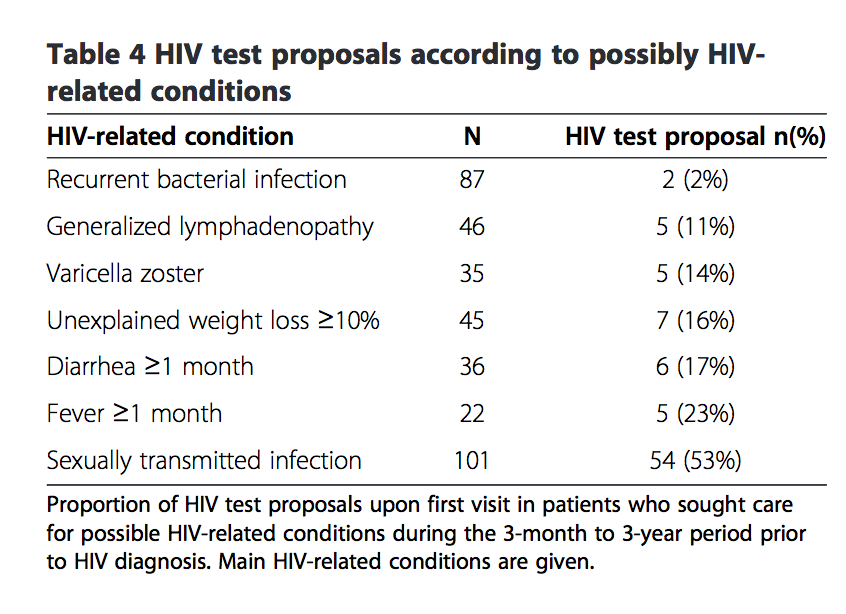 Table 4 HIV test proposals according to possibly HIV-
related conditions
HIV-related condition N HIV test proposal n(%)
Recurrent bacterial infection 87 2 (2%)
Generalized lymphadenopathy 46 5 (11%)
Varicella zoster 35 5 (14%)
Unexplained weight loss ≥10% 45 7 (16%)
Diarrhea ≥1 month 36 6 (17%)
Fever ≥1 month 22 5 (23%)
Sexually transmitted infection 101 54 (53%)
Proportion of HIV test proposals upon first visit in patients who sought care
for possible HIV-related conditions during the 3-month to 3-year period prior
to HIV diagnosis. Main HIV-related conditions are given.